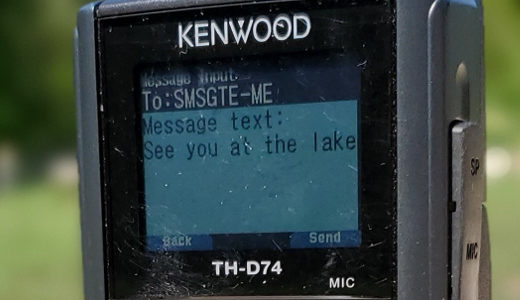 KENWOOD
Message Input
To:SMSGTE-ME
Message text:
See you at the lake
Back Send
TH-D74
MIC
SP
MIC